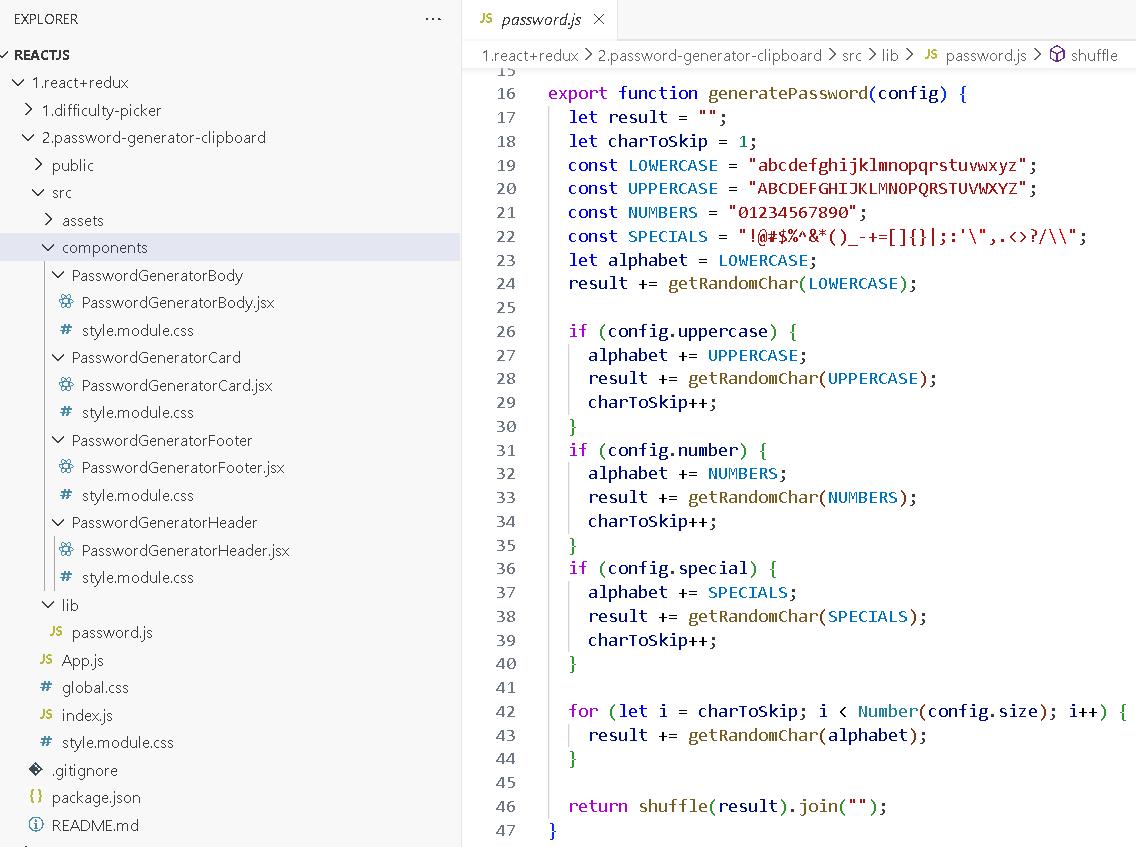 EXPLORER
...
REACTJS
1.react+redux
1.difficulty-picker
2.password-generator-clipboard
public
src
assets
components
PasswordGeneratorBody
PasswordGeneratorBody.jsx
# style.module.css
PasswordGeneratorCard
PasswordGeneratorCard.jsx
# style.module.css
PasswordGeneratorFooter
PasswordGeneratorFooter.jsx
# style.module.css
PasswordGeneratorHeader
PasswordGeneratorHeader.jsx
# style.module.css
lib
JS password.js
JS App.js
# global.css
JS index.js
# style.module.css
.gitignore
{} package.json
README.md
JS password.js
1.react+redux > 2.password-generator-clipboard > src > lib > JS password.js > shuffle
15
16 export function generatePassword(config) {
17 let result = "";
18 let charToSkip = 1;
19 const LOWERCASE = "abcdefghijklmnopqrstuvwxyz";
20 const UPPERCASE = "ABCDEFGHIJKLMNOPQRSTUVWXYZ";
21 const NUMBERS = "01234567890";
22 const SPECIALS = "!@#$%^&*()_-+=[]{}|;:'\",.<>?/\\";
23 let alphabet = LOWERCASE;
24 result += getRandomChar(LOWERCASE);
25
26 if (config.uppercase) {
27 alphabet += UPPERCASE;
28 result += getRandomChar(UPPERCASE);
29 charToSkip++;
30 }
31 if (config.number) {
32 alphabet += NUMBERS;
33 result += getRandomChar(NUMBERS);
34 charToSkip++;
35 }
36 if (config.special) {
37 alphabet += SPECIALS;
38 result += getRandomChar(SPECIALS);
39 charToSkip++;
40 }
41
42 for (let i = charToSkip; i < Number(config.size); i++) {
43 result += getRandomChar(alphabet);
44 }
45
46 return shuffle(result).join("");
47 }